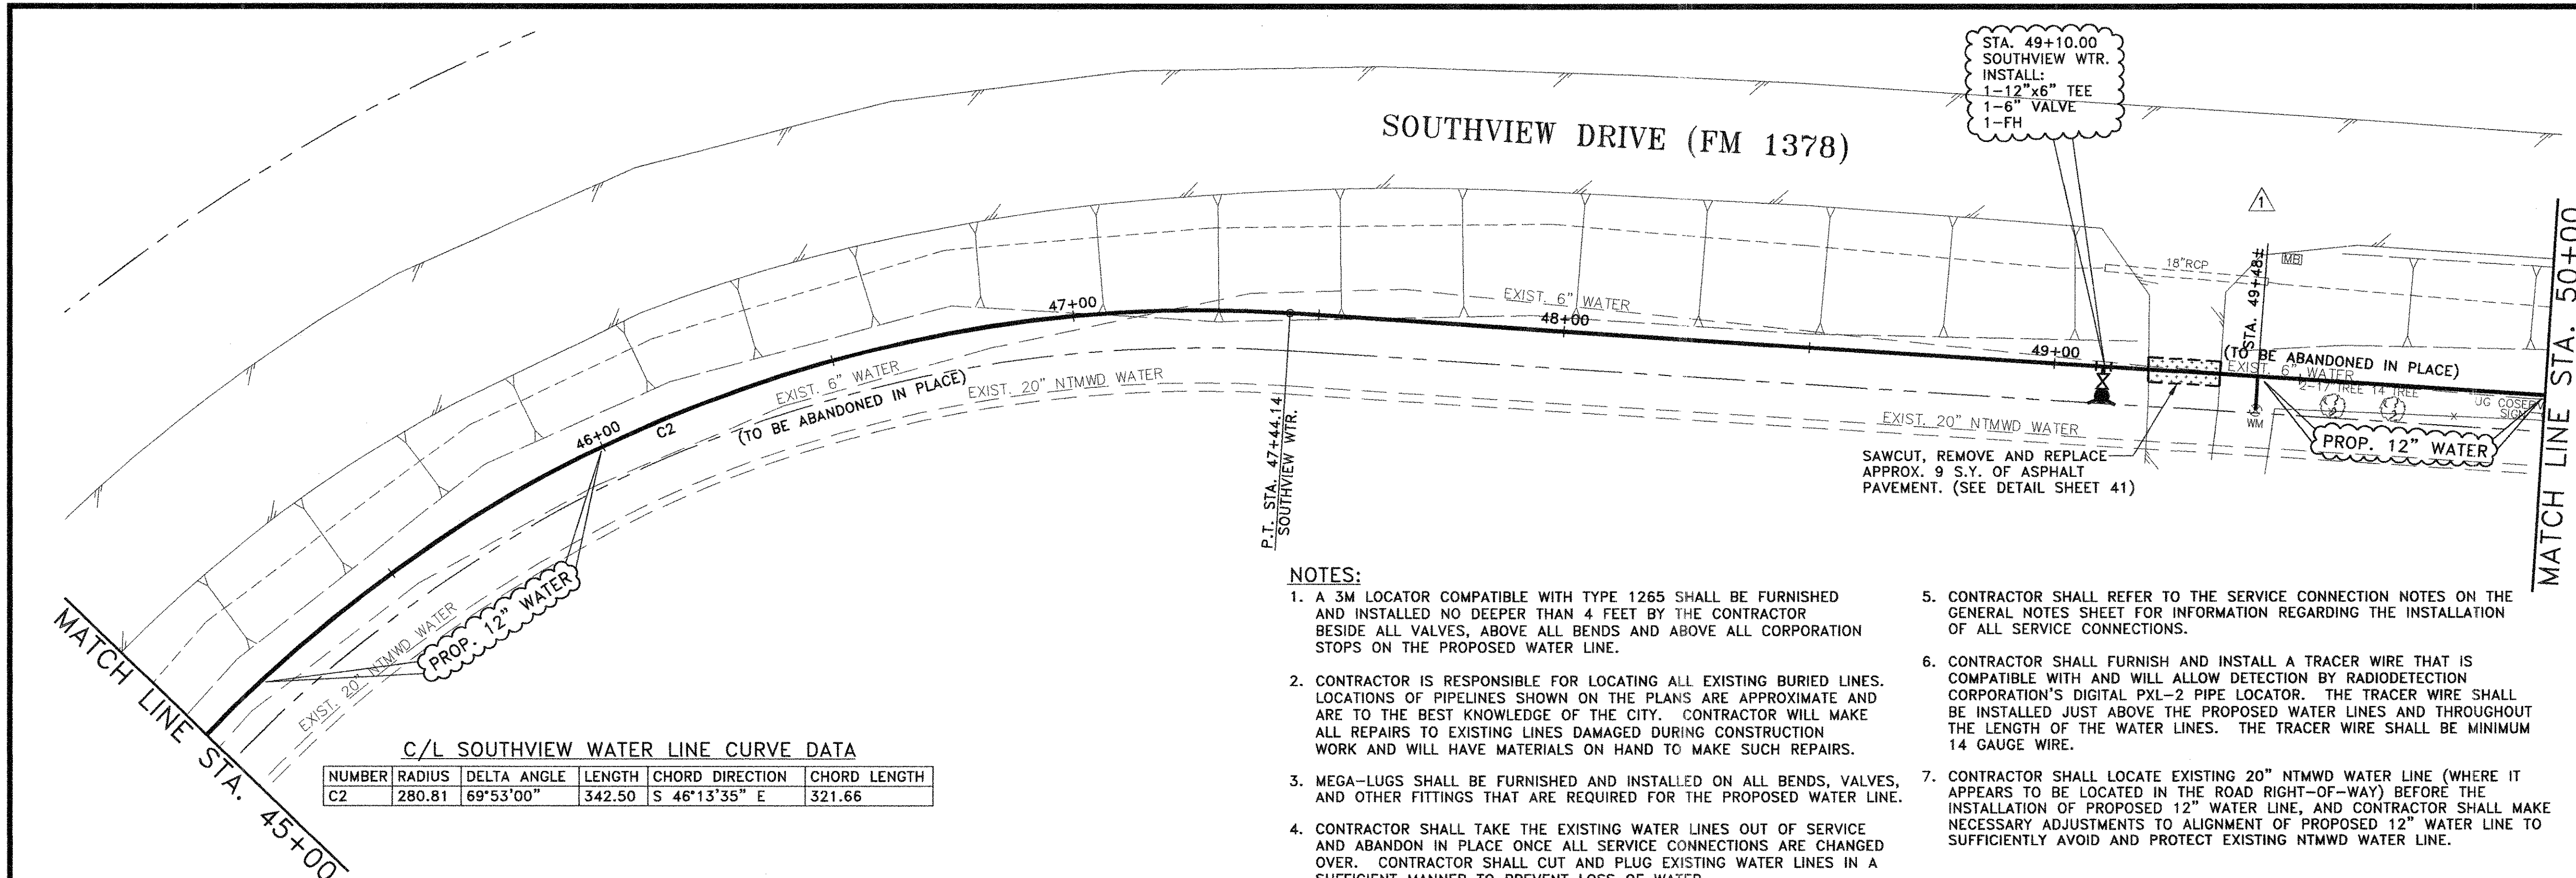 STA. 49+10.00
SOUTHVIEW WTR.
INSTALL:
1-12"x6" TEE
1-6" VALVE
1-FH
SOUTHVIEW DRIVE (FM 1378)
1
MATCH LINE STA. 50+00
18"RCP
MB
STA. 49+48±
47+00
EXIST. 6" WATER
48+00
49+00
(TO BE ABANDONED IN PLACE)
EXIST. 6" WATER
2-17 TREE 14 TREE
UG COSERV
SIGN
WM
EXIST. 6" WATER
(TO BE ABANDONED IN PLACE)
EXIST. 20" NTMWD WATER
46+00
C2
P.T. STA. 47+44.14
SOUTHVIEW WTR.
EXIST. 20" NTMWD WATER
PROP. 12" WATER
SAWCUT, REMOVE AND REPLACE
APPROX. 9 S.Y. OF ASPHALT
PAVEMENT. (SEE DETAIL SHEET 41)
PROP. 12" WATER
EXIST. 20" NTMWD WATER
MATCH LINE STA. 45+00
C/L SOUTHVIEW WATER LINE CURVE DATA
NUMBER RADIUS DELTA ANGLE LENGTH CHORD DIRECTION CHORD LENGTH
C2 280.81 69°53'00" 342.50 S 46°13'35" E 321.66
NOTES:
1. A 3M LOCATOR COMPATIBLE WITH TYPE 1265 SHALL BE FURNISHED
AND INSTALLED NO DEEPER THAN 4 FEET BY THE CONTRACTOR
BESIDE ALL VALVES, ABOVE ALL BENDS AND ABOVE ALL CORPORATION
STOPS ON THE PROPOSED WATER LINE.
2. CONTRACTOR IS RESPONSIBLE FOR LOCATING ALL EXISTING BURIED LINES.
LOCATIONS OF PIPELINES SHOWN ON THE PLANS ARE APPROXIMATE AND
ARE TO THE BEST KNOWLEDGE OF THE CITY. CONTRACTOR WILL MAKE
ALL REPAIRS TO EXISTING LINES DAMAGED DURING CONSTRUCTION
WORK AND WILL HAVE MATERIALS ON HAND TO MAKE SUCH REPAIRS.
3. MEGA-LUGS SHALL BE FURNISHED AND INSTALLED ON ALL BENDS, VALVES,
AND OTHER FITTINGS THAT ARE REQUIRED FOR THE PROPOSED WATER LINE.
4. CONTRACTOR SHALL TAKE THE EXISTING WATER LINES OUT OF SERVICE
AND ABANDON IN PLACE ONCE ALL SERVICE CONNECTIONS ARE CHANGED
OVER. CONTRACTOR SHALL CUT AND PLUG EXISTING WATER LINES IN A
SUFFICIENT MANNER TO PREVENT LOSS OF WATER.
5. CONTRACTOR SHALL REFER TO THE SERVICE CONNECTION NOTES ON THE
GENERAL NOTES SHEET FOR INFORMATION REGARDING THE INSTALLATION
OF ALL SERVICE CONNECTIONS.
6. CONTRACTOR SHALL FURNISH AND INSTALL A TRACER WIRE THAT IS
COMPATIBLE WITH AND WILL ALLOW DETECTION BY RADIODETECTION
CORPORATION'S DIGITAL PXL-2 PIPE LOCATOR. THE TRACER WIRE SHALL
BE INSTALLED JUST ABOVE THE PROPOSED WATER LINES AND THROUGHOUT
THE LENGTH OF THE WATER LINES. THE TRACER WIRE SHALL BE MINIMUM
14 GAUGE WIRE.
7. CONTRACTOR SHALL LOCATE EXISTING 20" NTMWD WATER LINE (WHERE IT
APPEARS TO BE LOCATED IN THE ROAD RIGHT-OF-WAY) BEFORE THE
INSTALLATION OF PROPOSED 12" WATER LINE, AND CONTRACTOR SHALL MAKE
NECESSARY ADJUSTMENTS TO ALIGNMENT OF PROPOSED 12" WATER LINE TO
SUFFICIENTLY AVOID AND PROTECT EXISTING NTMWD WATER LINE.